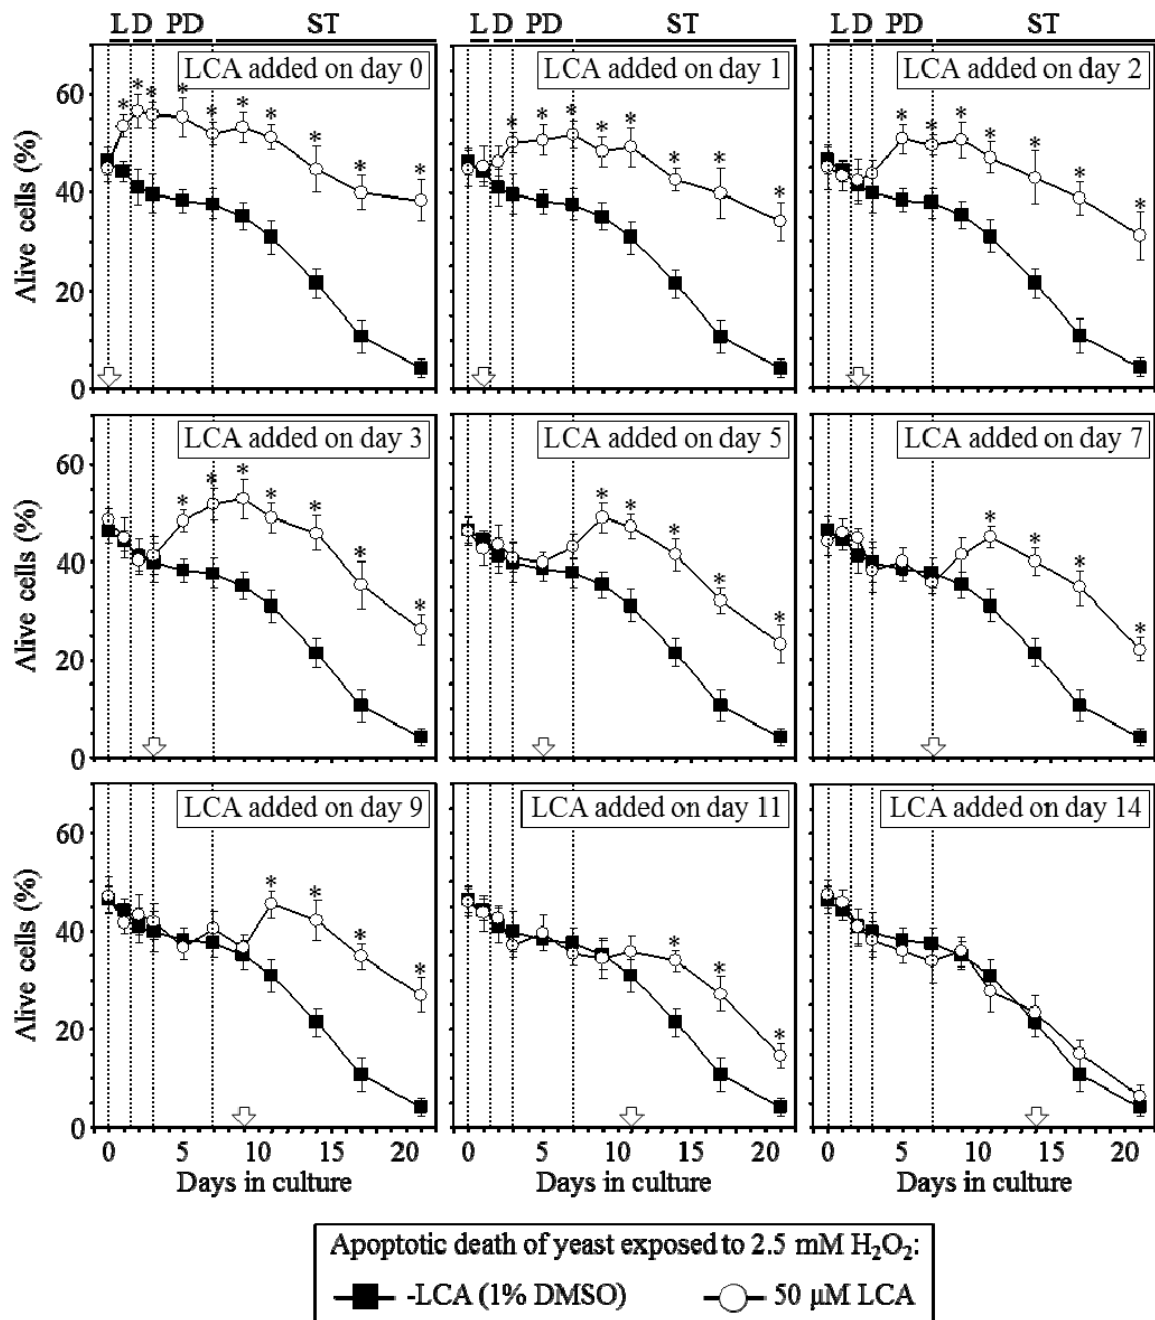 L D PD ST L D PD ST L D PD ST
LCA added on day 0 LCA added on day 1 LCA added on day 2
* * * * * * * * * *
* * * * * * * *
* * * * * * *
Alive cells (%)
60
40
20
0
LCA added on day 3 LCA added on day 5 LCA added on day 7
* * * * * * *
* * * * *
* * * *
Alive cells (%)
60
40
20
0
LCA added on day 9 LCA added on day 11 LCA added on day 14
* * * *
* * *
Alive cells (%)
60
40
20
0
0 5 10 15 20 0 5 10 15 20 0 5 10 15 20
Days in culture Days in culture Days in culture
Apoptotic death of yeast exposed to 2.5 mM H₂O₂:
-LCA (1% DMSO) 50 µM LCA